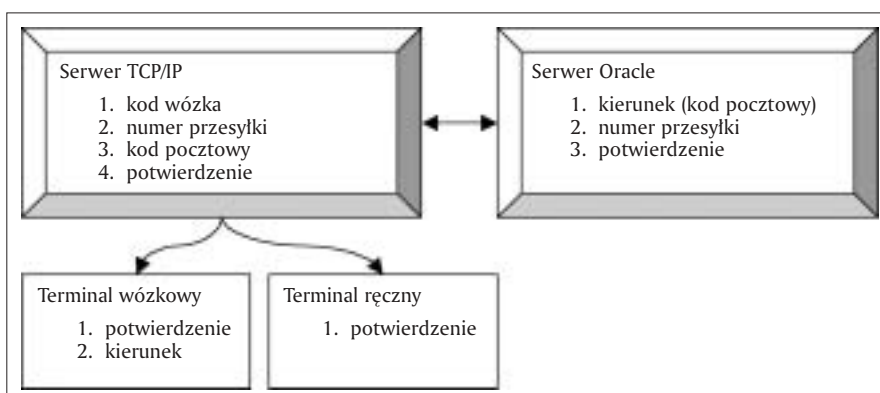 Serwer TCP/IP
1. kod wózka
2. numer przesyłki
3. kod pocztowy
4. potwierdzenie
Serwer Oracle
1. kierunek (kod pocztowy)
2. numer przesyłki
3. potwierdzenie
Terminal wózkowy
1. potwierdzenie
2. kierunek
Terminal ręczny
1. potwierdzenie